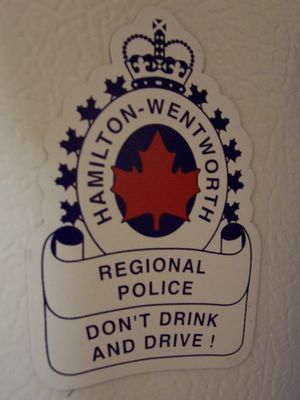 HAMILTON-WENTWORTH
REGIONAL
POLICE
DON'T DRINK
AND DRIVE !